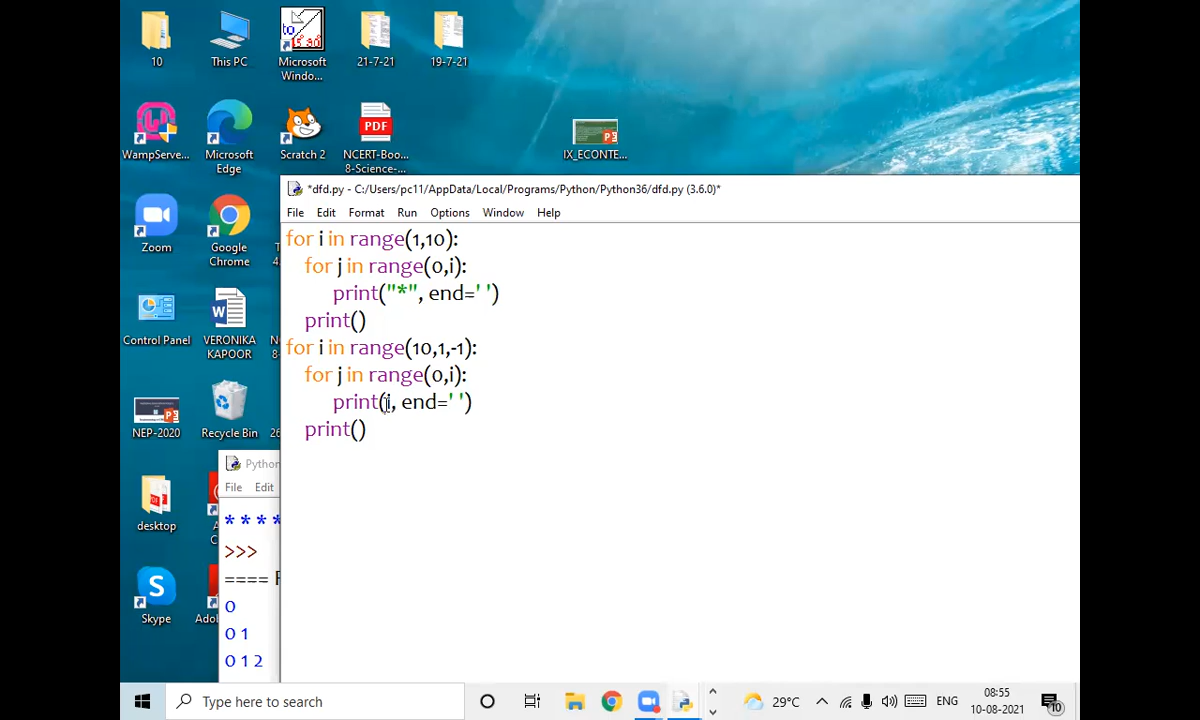 10
This PC
Microsoft
Windo...
21-7-21
19-7-21
WampServe...
Microsoft
Edge
Scratch 2
PDF
NCERT-Boo...
8-Science-...
IX_ECONTE...
*dfd.py - C:/Users/pc11/AppData/Local/Programs/Python/Python36/dfd.py (3.6.0)*
File Edit Format Run Options Window Help
for i in range(1,10):
for j in range(0,i):
print("*", end=' ')
print()
for i in range(10,1,-1):
for j in range(0,i):
print(j, end=' ')
print()
Zoom
Google
Chrome
Control Panel
VERONIKA
KAPOOR
NEP-2020
Recycle Bin
desktop
Skype
Python
File Edit
* * * *
>>>
====
0
0 1
0 1 2
Type here to search
29°C
ENG
08:55
10-08-2021
10